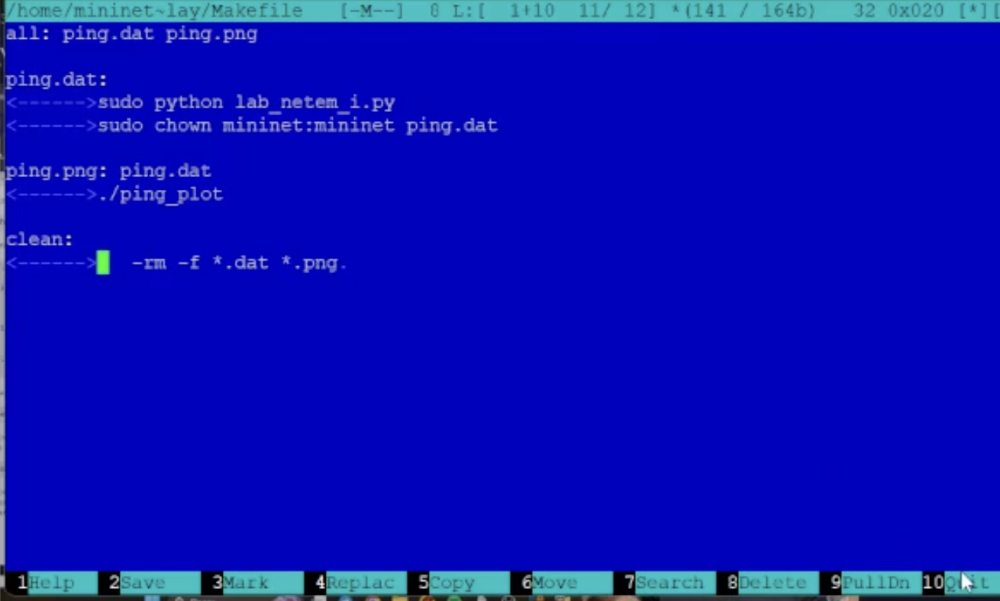 /home/mininet~lay/Makefile [-M--] 8 L:[ 1+10 11/ 12] *(141 / 164b) 32 0x020 [*][
all: ping.dat ping.png
ping.dat:
<------>sudo python lab_netem_i.py
<------>sudo chown mininet:mininet ping.dat
ping.png: ping.dat
<------>./ping_plot
clean:
<------> -rm -f *.dat *.png.
1Help 2Save 3Mark 4Replac 5Copy 6Move 7Search 8Delete 9PullDn 10Quit